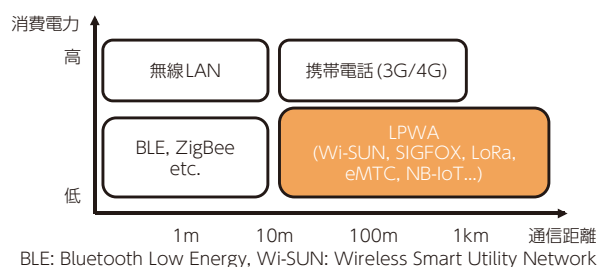 消費電力
高
無線LAN
携帯電話(3G/4G)
BLE, ZigBee
etc.
LPWA
(Wi-SUN, SIGFOX, LoRa,
eMTC, NB-IoT...)
低
1m 10m 100m 1km 通信距離
BLE: Bluetooth Low Energy, Wi-SUN: Wireless Smart Utility Network